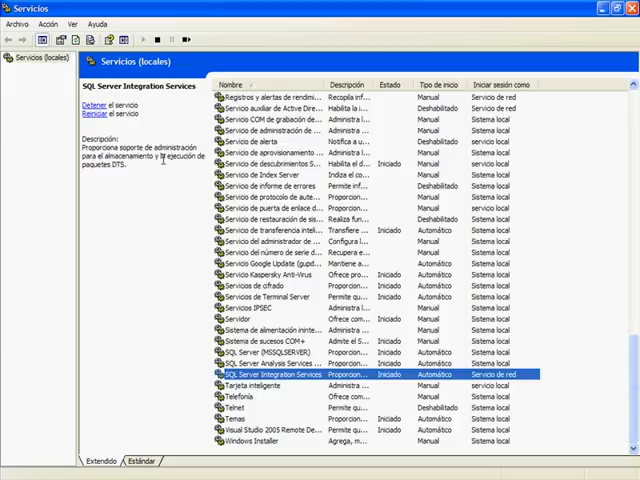 Servicios
Archivo Acción Ver Ayuda
Servicios (locales)
Servicios (locales)
SQL Server Integration Services
Detener el servicio
Reiniciar el servicio
Descripción:
Proporciona soporte de administración
para el almacenamiento y la ejecución de
paquetes DTS.
Nombre Descripción Estado Tipo de inicio Iniciar sesión como
Registros y alertas de rendimi... Recopila inf... Manual Servicio de red
Servicio auxiliar de Active Dire... Habilita la i... Deshabilitado Sistema local
Servicio COM de grabación de... Administra l... Manual Sistema local
Servicio de administración de ... Administra ... Manual Sistema local
Servicio de alerta Notifica a u... Deshabilitado servicio local
Servicio de aprovisionamiento ... Administra ... Manual Sistema local
Servicio de descubrimientos S... Habilita el d... Iniciado Manual servicio local
Servicio de Index Server Indiza el co... Manual Sistema local
Servicio de informe de errores Permite inf... Deshabilitado Sistema local
Servicio de protocolo de aute... Proporcion... Manual Sistema local
Servicio de puerta de enlace d... Proporcion... Manual servicio local
Servicio de restauración de sis... Realiza fun... Deshabilitado Sistema local
Servicio de transferencia inteli... Transfiere ... Iniciado Manual Sistema local
Servicio del administrador de ... Configura l... Manual Sistema local
Servicio del número de serie d... Recupera e... Manual Sistema local
Servicio Google Update (gupd... Mantiene a... Automático Sistema local
Servicio Kaspersky Anti-Virus Ofrece pro... Iniciado Automático Sistema local
Servicios de cifrado Proporcion... Iniciado Automático Sistema local
Servicios de Terminal Server Permite qu... Iniciado Manual Sistema local
Servicios IPSEC Administra ... Manual Sistema local
Servidor Ofrece com... Iniciado Automático Sistema local
Sistema de alimentación ininte... Administra ... Manual servicio local
Sistema de sucesos COM+ Admite el S... Iniciado Manual Sistema local
SQL Server (MSSQLSERVER) Proporcion... Iniciado Automático Sistema local
SQL Server Analysis Services ... Proporcion... Iniciado Automático Sistema local
SQL Server Integration Services Proporcion... Iniciado Automático Servicio de red
Tarjeta inteligente Administra ... Manual servicio local
Telefonía Ofrece com... Iniciado Manual Sistema local
Telnet Permite qu... Deshabilitado Sistema local
Temas Proporcion... Iniciado Automático Sistema local
Visual Studio 2005 Remote De... Permite qu... Iniciado Automático Sistema local
Windows Installer Agrega, m... Manual Sistema local
Extendido Estándar